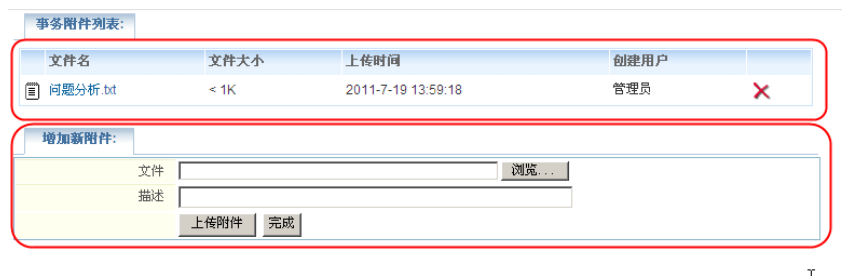 事务附件列表:
文件名 文件大小 上传时间 创建用户
问题分析.txt < 1K 2011-7-19 13:59:18 管理员
增加新附件:
文件 浏览...
描述
上传附件 完成